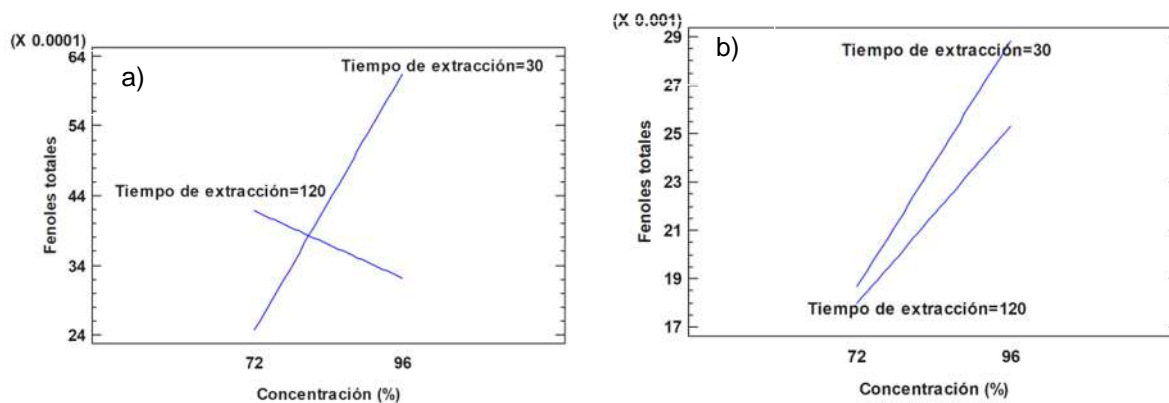 (X 0.0001)
64
54
44
34
24
a)
Tiempo de extracción=30
Tiempo de extracción=120
Fenoles totales
72
96
Concentración (%)
(X 0.001)
29
27
25
23
21
19
17
b)
Tiempo de extracción=30
Tiempo de extracción=120
Fenoles totales
72
96
Concentración (%)